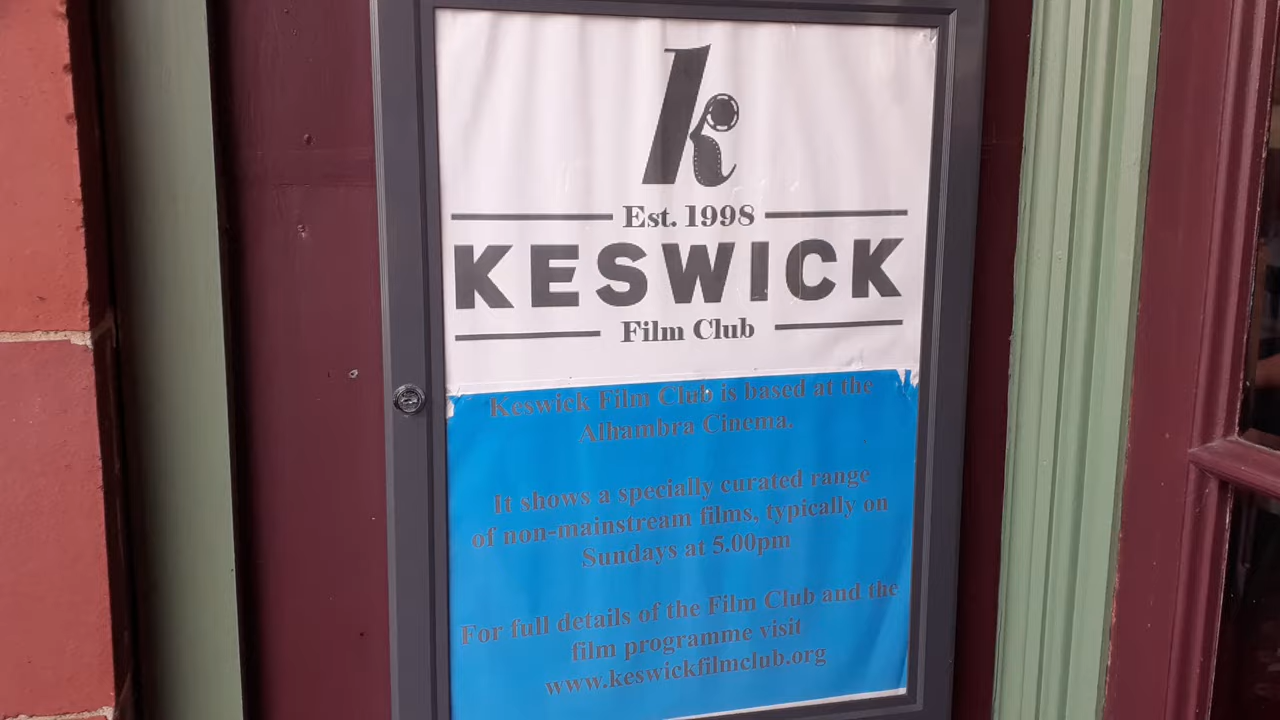 k
Est. 1998
KESWICK
Film Club
Keswick Film Club is based at the
Alhambra Cinema.
It shows a specially curated range
of non-mainstream films, typically on
Sundays at 5.00pm
For full details of the Film Club and the
film programme visit
www.keswickfilmclub.org